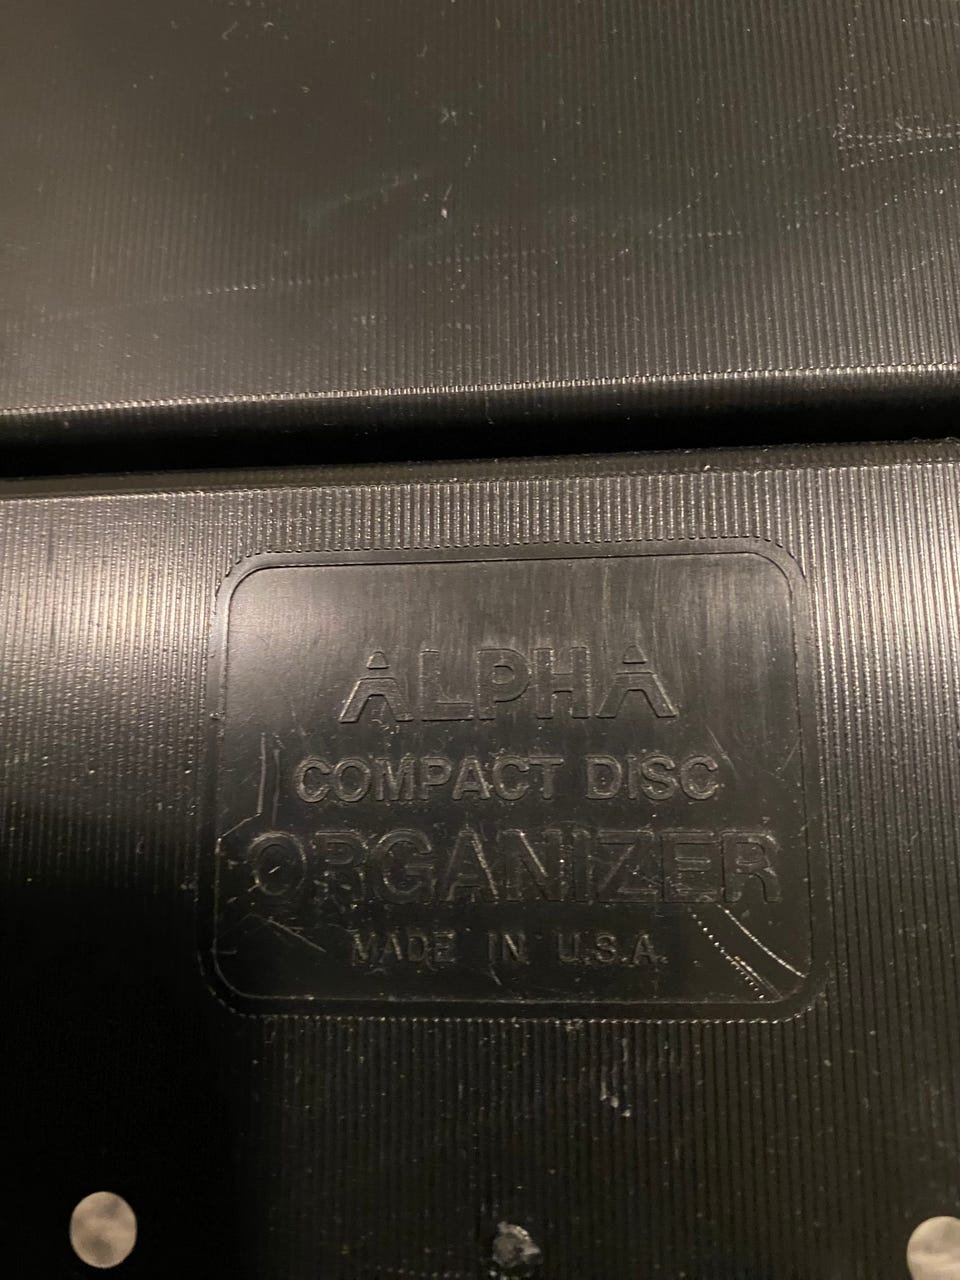 ALPHA
COMPACT DISC
ORGANIZER
MADE IN U.S.A.